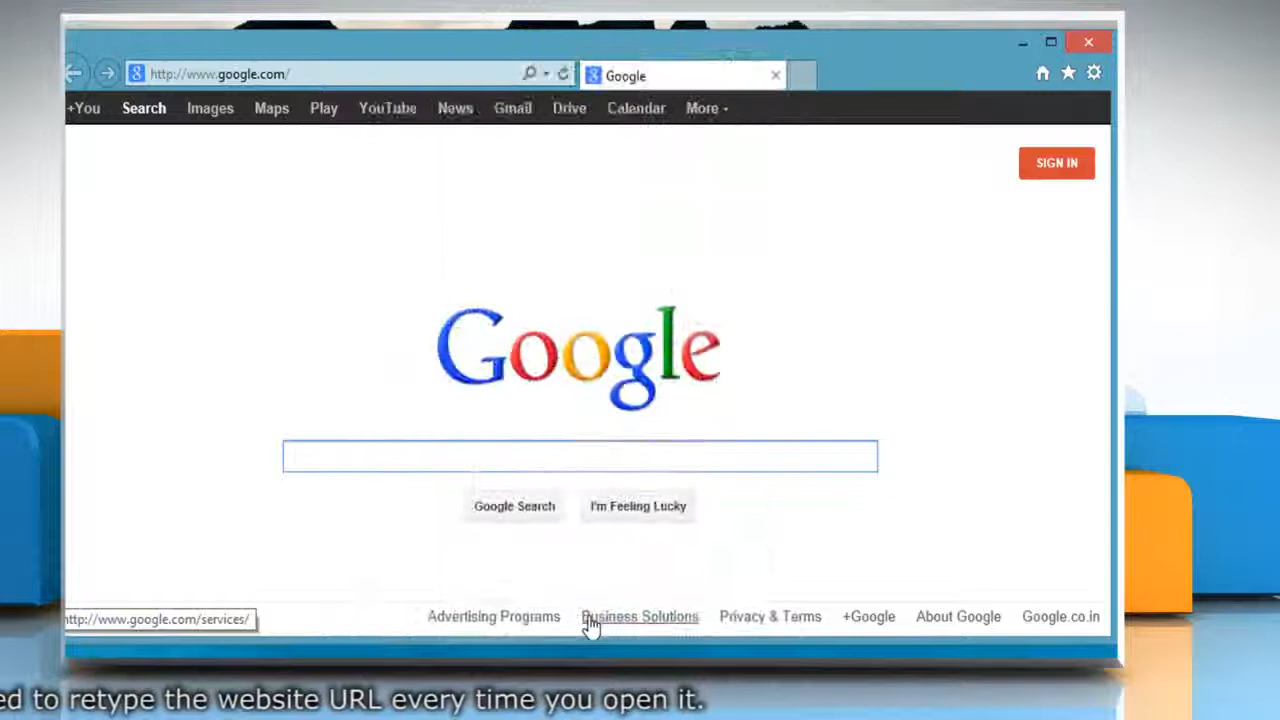 http://www.google.com/
Google
+You Search Images Maps Play YouTube News Gmail Drive Calendar More
SIGN IN
Google
Google Search I'm Feeling Lucky
http://www.google.com/services/ Advertising Programs Business Solutions Privacy & Terms +Google About Google Google.co.in
to retype the website URL every time you open it.